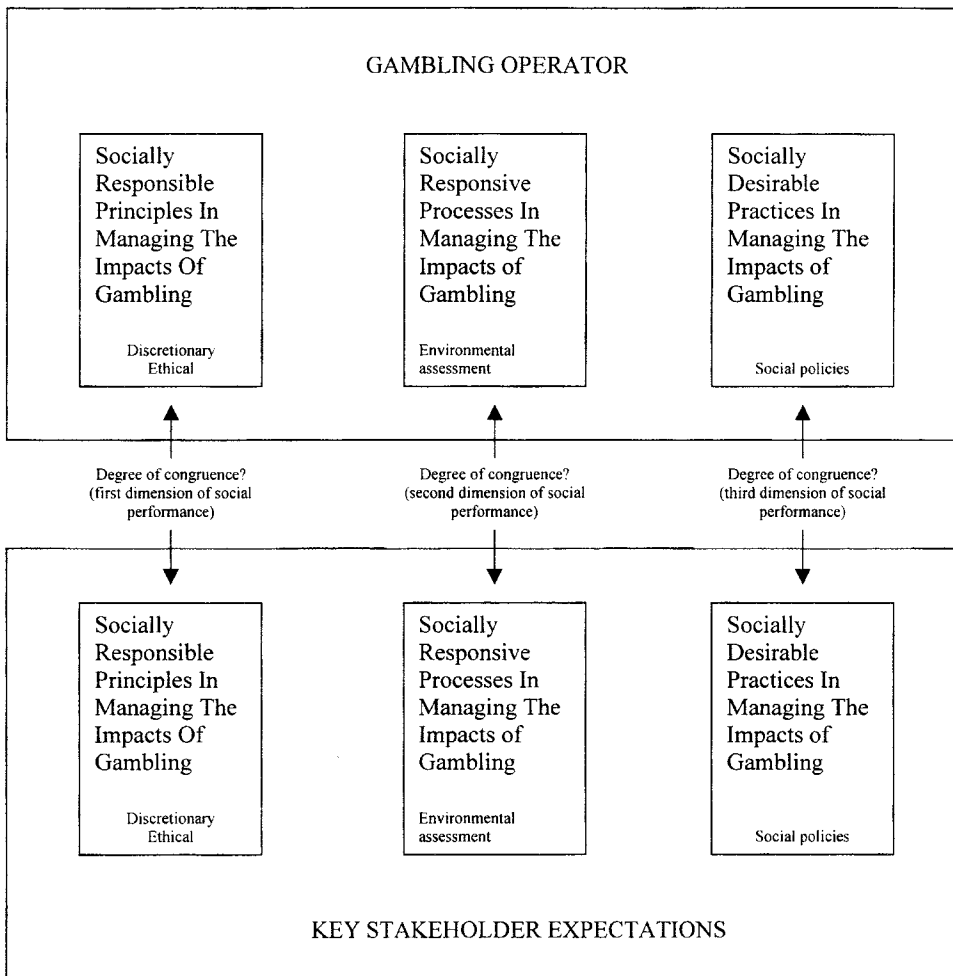 GAMBLING OPERATOR
Socially
Responsible
Principles In
Managing The
Impacts Of
Gambling
Discretionary
Ethical
Socially
Responsive
Processes In
Managing The
Impacts of
Gambling
Environmental
assessment
Socially
Desirable
Practices In
Managing The
Impacts of
Gambling
Social policies
Degree of congruence?
(first dimension of social
performance)
Degree of congruence?
(second dimension of social
performance)
Degree of congruence?
(third dimension of social
performance)
Socially
Responsible
Principles In
Managing The
Impacts Of
Gambling
Discretionary
Ethical
Socially
Responsive
Processes In
Managing The
Impacts of
Gambling
Environmental
assessment
Socially
Desirable
Practices In
Managing The
Impacts of
Gambling
Social policies
KEY STAKEHOLDER EXPECTATIONS